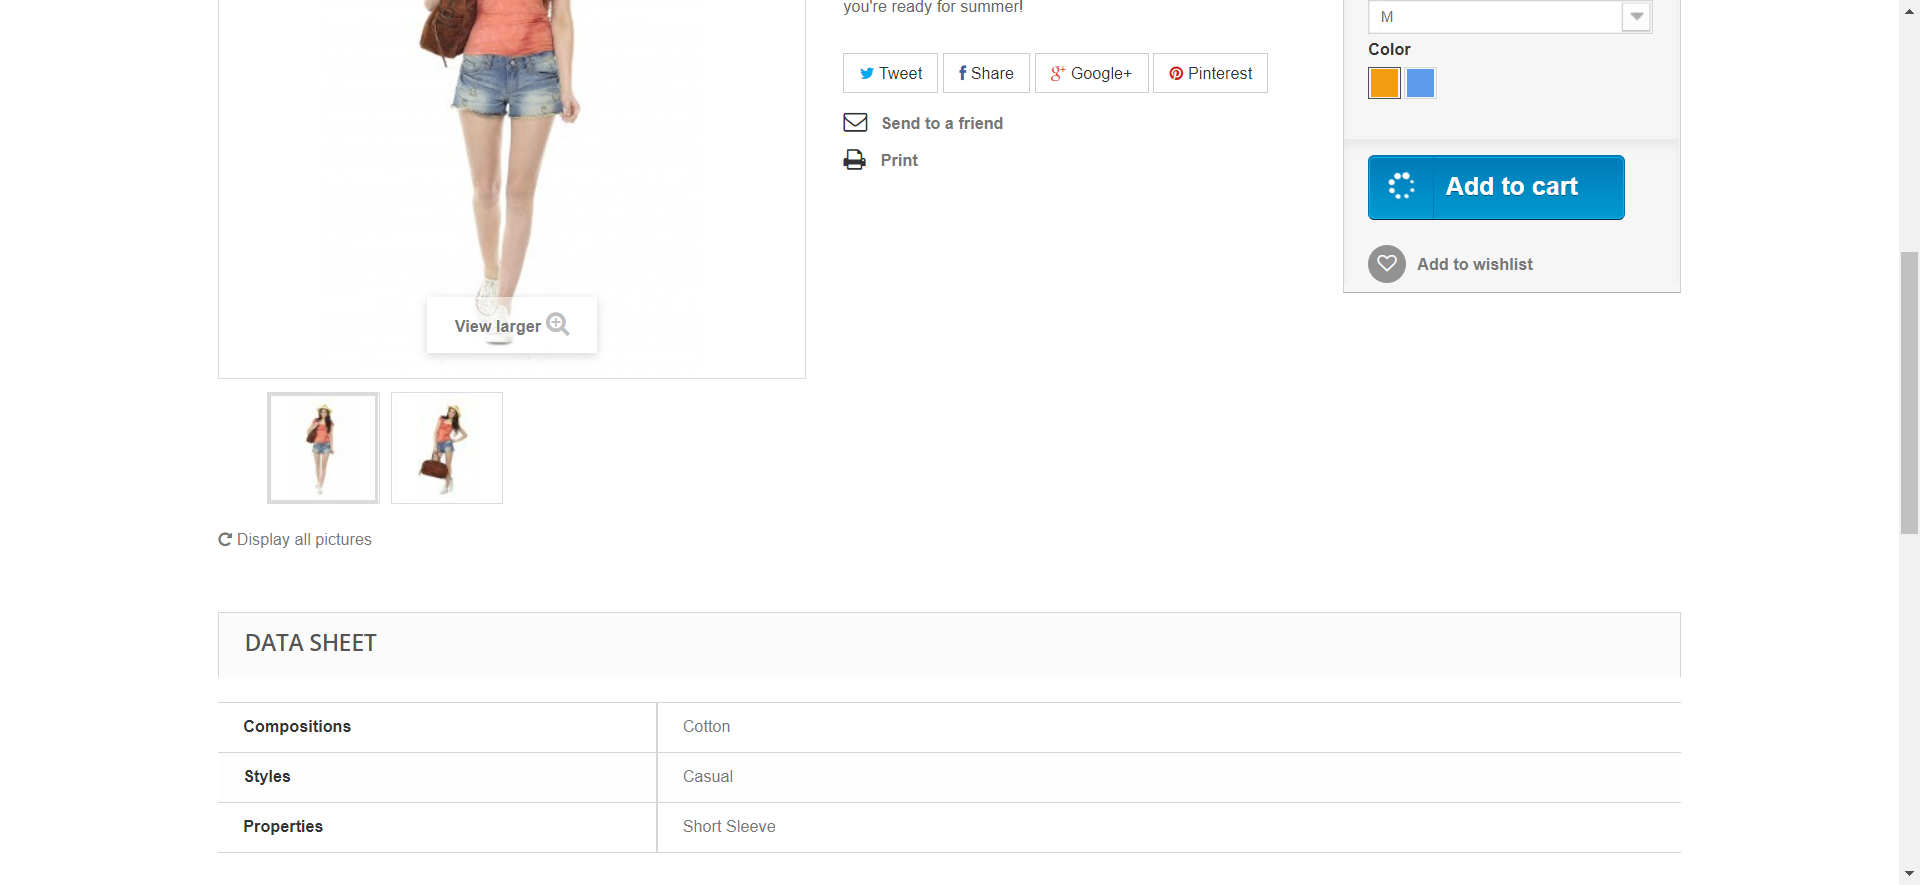 you're ready for summer!
M
Color
Tweet
Share
Google+
Pinterest
Send to a friend
Print
Add to cart
Add to wishlist
View larger
Display all pictures
DATA SHEET
Compositions Cotton
Styles Casual
Properties Short Sleeve